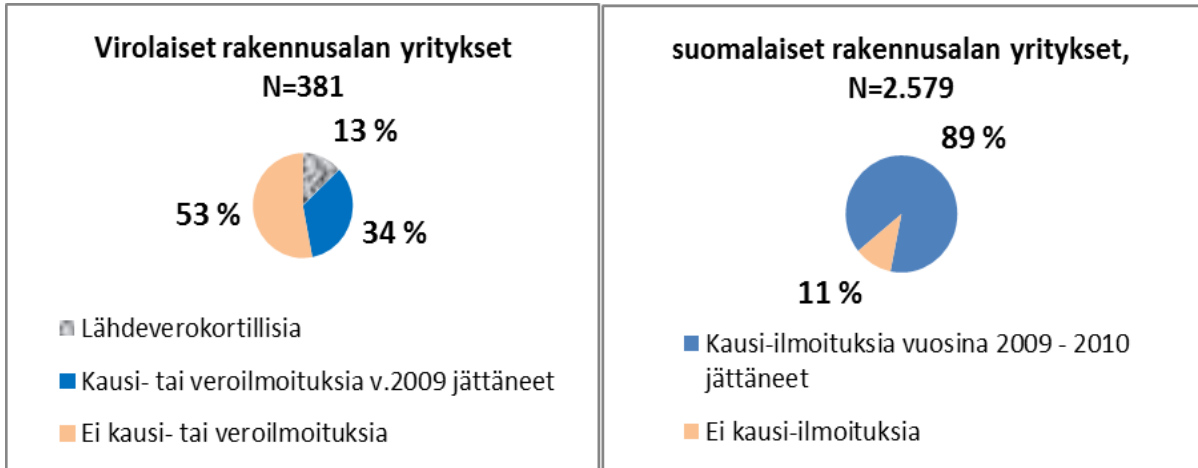 Virolaiset rakennusalan yritykset
N=381
13 %
53 %
34 %
Lähdeverokortillisia
Kausi- tai veroilmoituksia v.2009 jättäneet
Ei kausi- tai veroilmoituksia
suomalaiset rakennusalan yritykset,
N=2.579
89 %
11 %
Kausi-ilmoituksia vuosina 2009 - 2010
jättäneet
Ei kausi-ilmoituksia